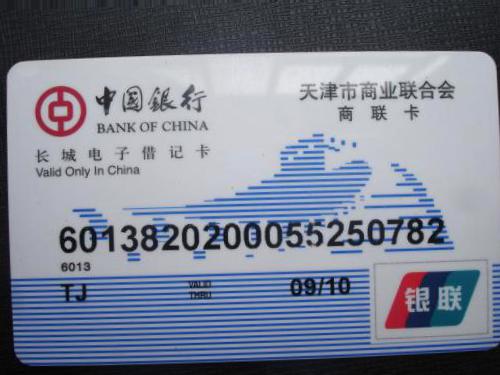 中国银行
BANK OF CHINA
天津市商业联合会
商联卡
长城电子借记卡
Valid Only In China
6013820200055250782
6013
TJ
VALID THRU
09/10
银联